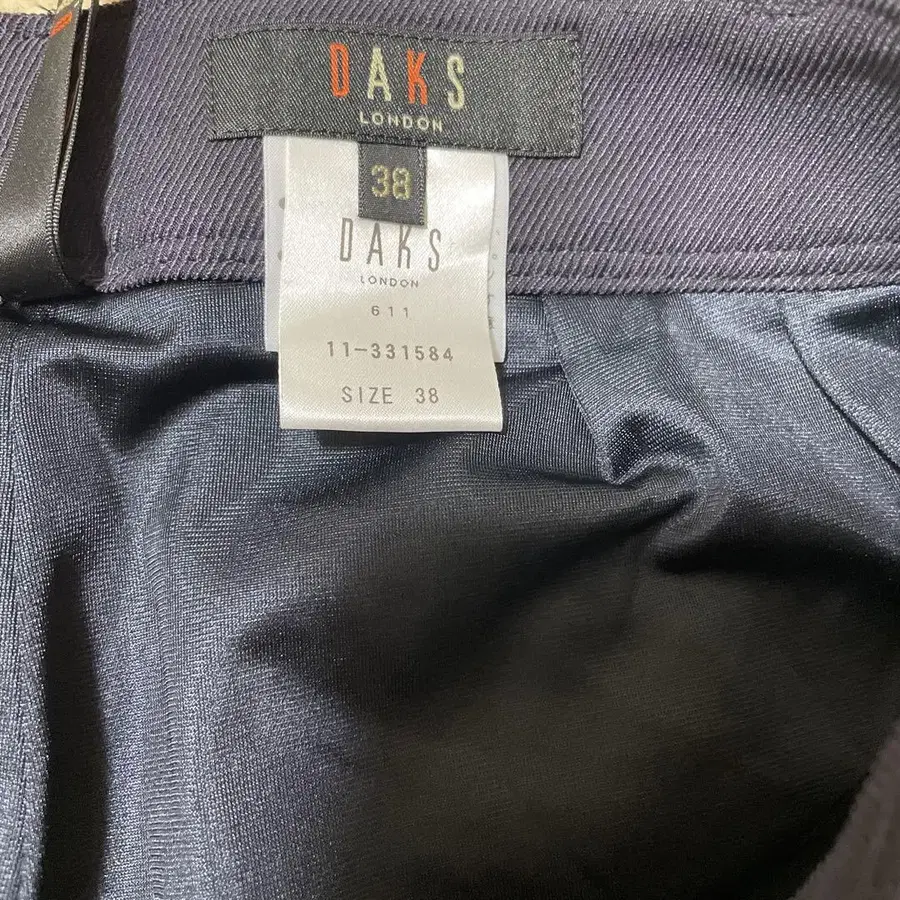 DAKS
LONDON
38
DAKS
LONDON
611
11-331584
SIZE 38